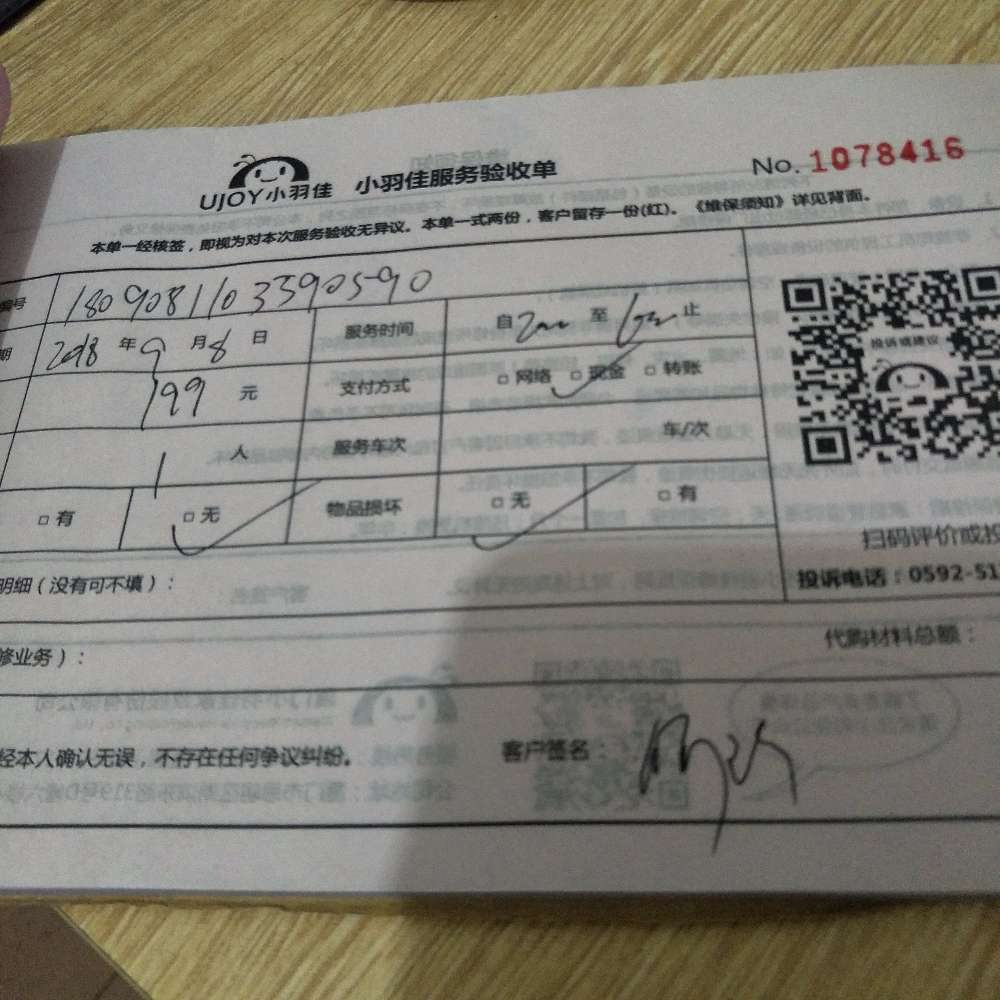 UJOY小羽佳 小羽佳服务验收单 No. 1078416
本单一经核签，即视为对本次服务验收无异议。本单一式两份，客户留存一份(红)。《维保须知》详见背面。
编号 18090811033590590
期 2018 年 9 月 8 日 服务时间 自 至 止
199 元 支付方式 □ 网络 □ 现金 □ 转账
1 人 服务车次 车/次
□ 有 □ 无 物品损坏 □ 无 □ 有
投诉或建议
扫码评价或投
投诉电话：0592-51
明细（没有可不填）：
修业务）： 代购材料总额：
经本人确认无误，不存在任何争议纠纷。 客户签名：